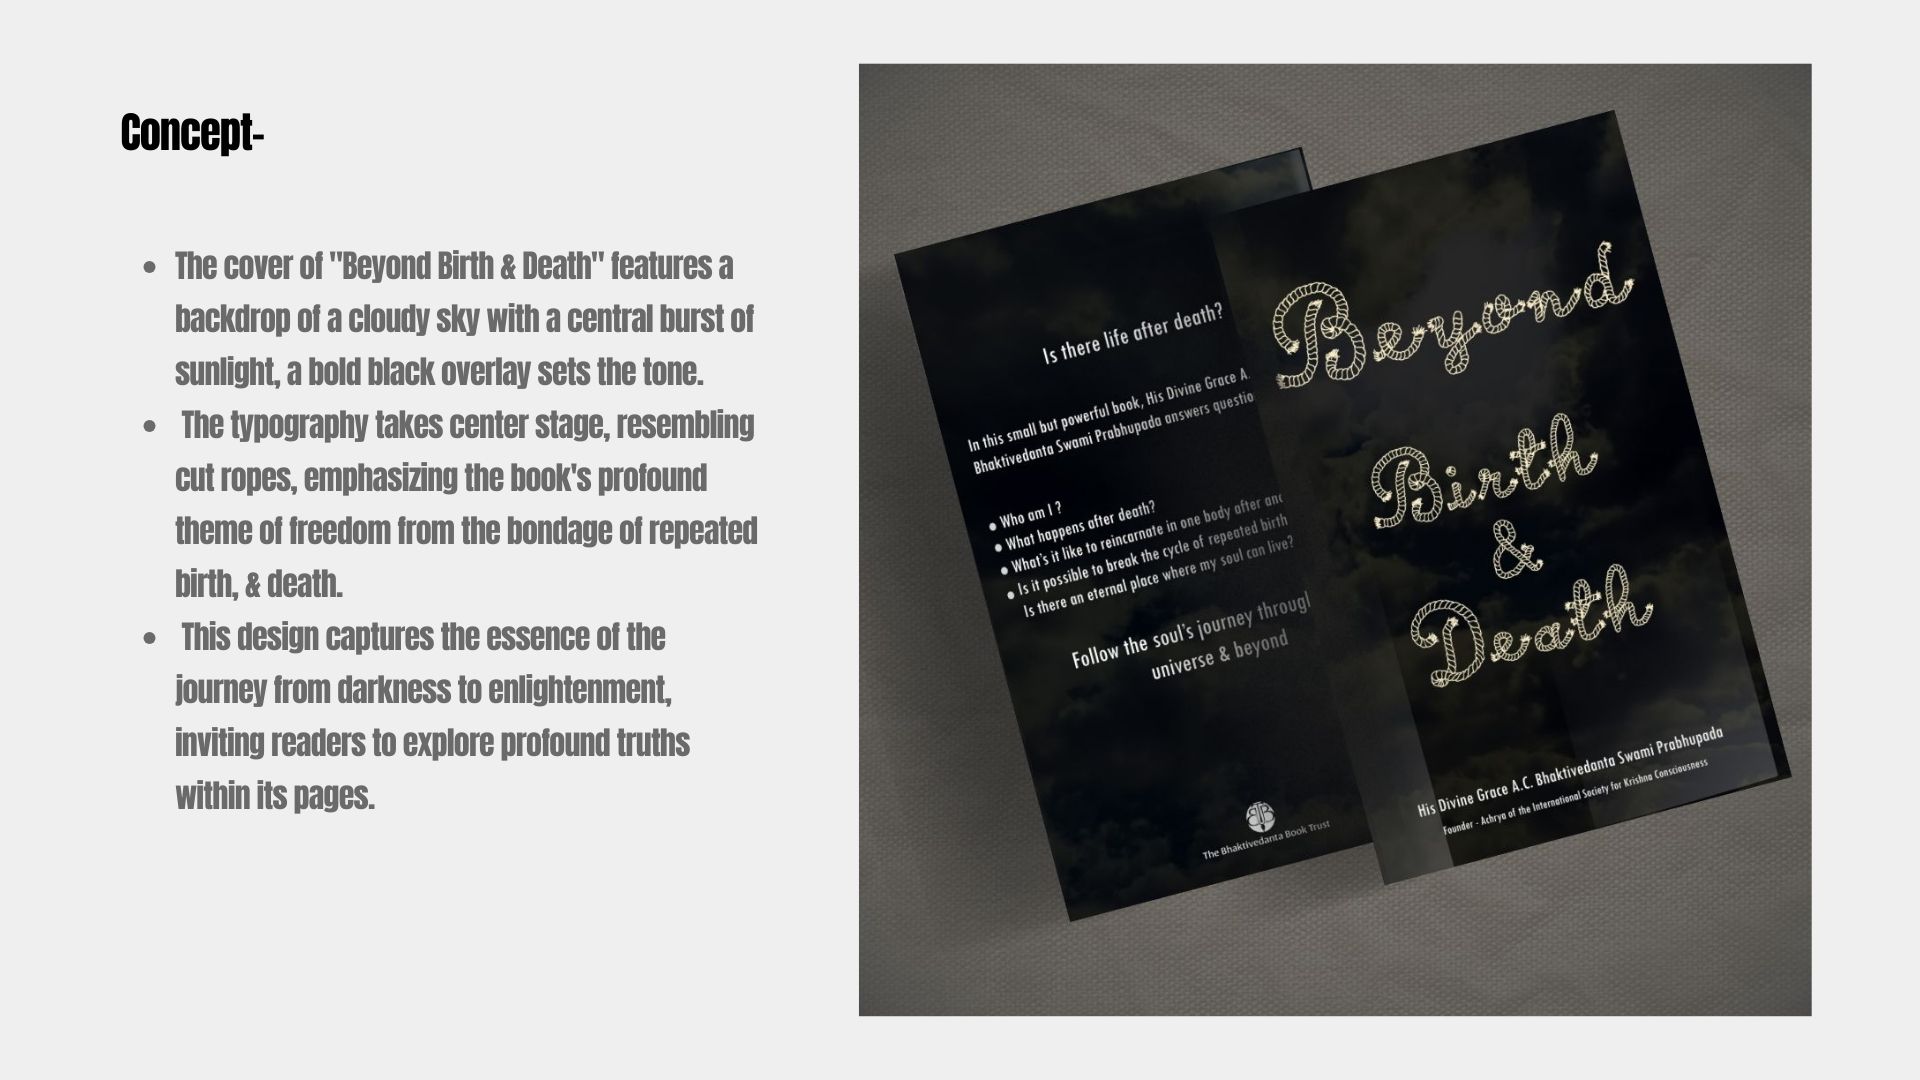 Concept-
• The cover of "Beyond Birth & Death" features a
backdrop of a cloudy sky with a central burst of
sunlight, a bold black overlay sets the tone.
• The typography takes center stage, resembling
cut ropes, emphasizing the book's profound
theme of freedom from the bondage of repeated
birth, & death.
• This design captures the essence of the
journey from darkness to enlightenment,
inviting readers to explore profound truths
within its pages.
Is there life after death?
In this small but powerful book, His Divine Grace A.
Bhaktivedanta Swami Prabhupada answers questio
• Who am I ?
• What happens after death?
• What's it like to reincarnate in one body after and
• Is it possible to break the cycle of repeated birth
Is there an eternal place where my soul can live?
Follow the soul's journey through
universe & beyond
The Bhaktivedanta Book Trust
Beyond
Birth
&
Death
His Divine Grace A.C. Bhaktivedanta Swami Prabhupada
Founder - Achrya of the International Society for Krishna Consciousness